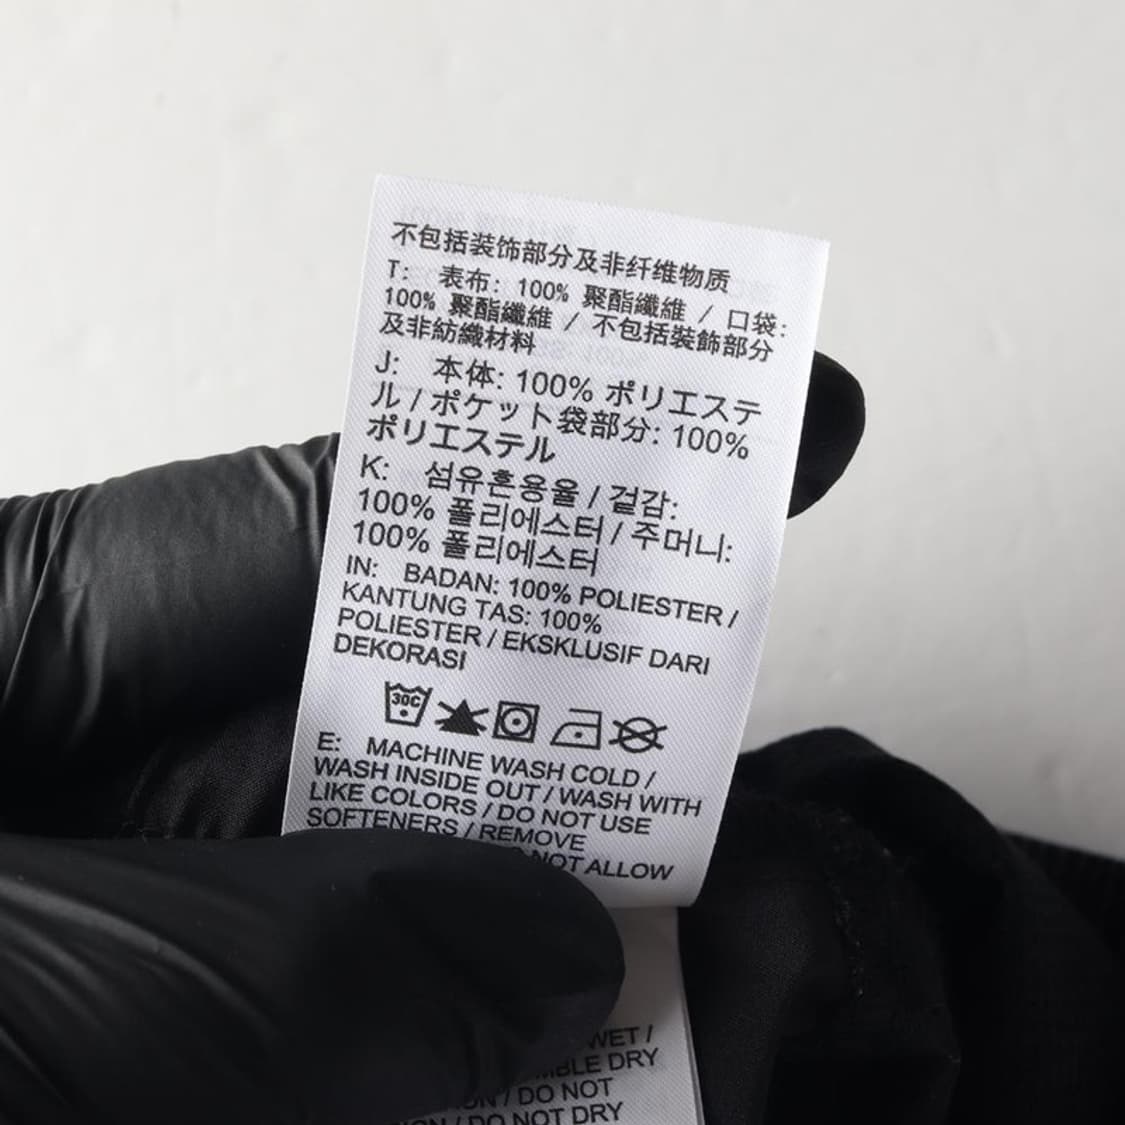 不包括装饰部分及非纤维物质
T: 表布: 100% 聚酯纖維 / 口袋:
100% 聚酯纖維 / 不包括裝飾部分
及非紡織材料
J: 本体: 100% ポリエステ
ル / ポケット袋部分: 100%
ポリエステル
K: 섬유혼용율 / 겉감:
100% 폴리에스터 / 주머니:
100% 폴리에스터
IN: BADAN: 100% POLIESTER /
KANTUNG TAS: 100%
POLIESTER / EKSKLUSIF DARI
DEKORASI
30C
E: MACHINE WASH COLD /
WASH INSIDE OUT / WASH WITH
LIKE COLORS / DO NOT USE
SOFTENERS / REMOVE
NOT ALLOW
WET /
DRY
/ DO NOT
/ DO NOT DRY